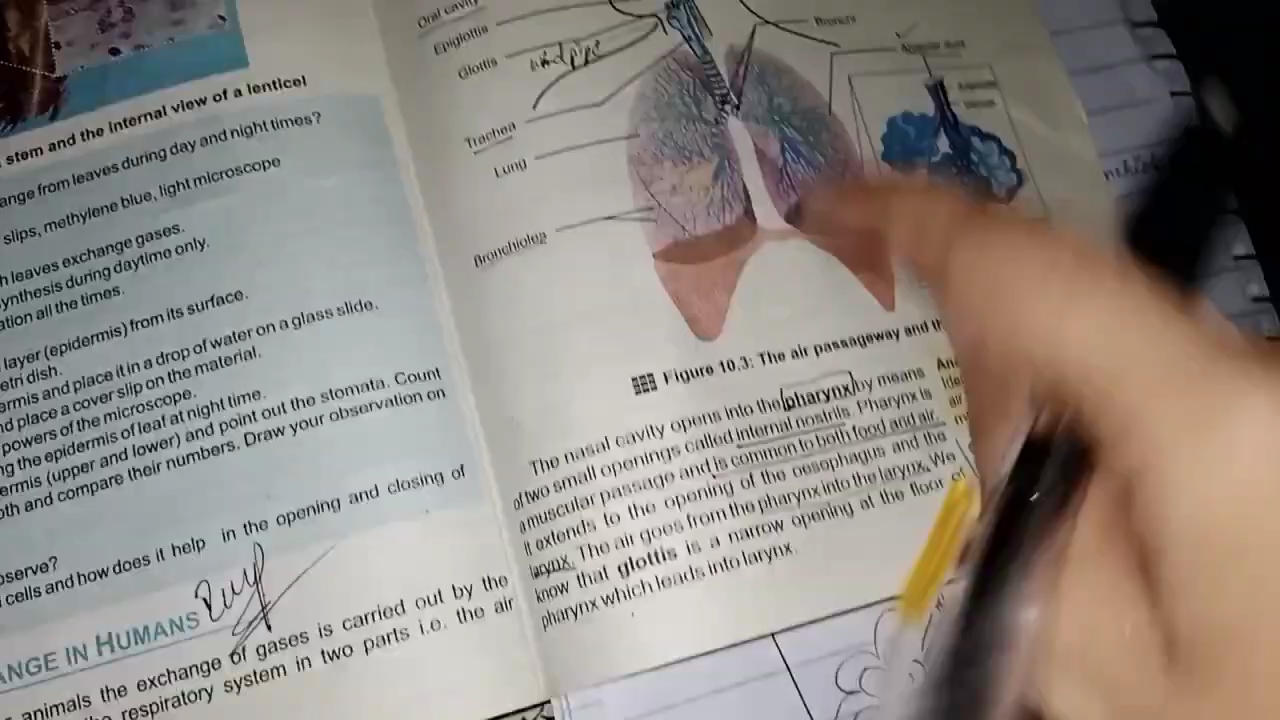 stem and the internal view of a lenticel
ange from leaves during day and night times?
slips, methylene blue, light microscope
h leaves exchange gases.
ynthesis during daytime only.
ation all the times.
layer (epidermis) from its surface.
etri dish.
ermis and place it in a drop of water on a glass slide.
nd place a cover slip on the material.
powers of the microscope.
ng the epidermis of leaf at night time.
ermis (upper and lower) and point out the stomata. Count
oth and compare their numbers. Draw your observation on
oserve?
cells and how does it help in the opening and closing of
ANGE IN HUMANS
animals the exchange of gases is carried out by the
respiratory system in two parts i.e. the air
Oral cavity
Epiglottis
Glottis
wind pipe
Trachea
Lung
Bronchioles
Bronchi
Alveolar duct
Figure 10.3: The air passageway and th
The nasal cavity opens into the pharynx by means
of two small openings called internal nostrils. Pharynx is
a muscular passage and is common to both food and air.
It extends to the opening of the oesophagus and the
larynx. The air goes from the pharynx into the larynx. We
know that glottis is a narrow opening at the floor of
pharynx which leads into larynx.